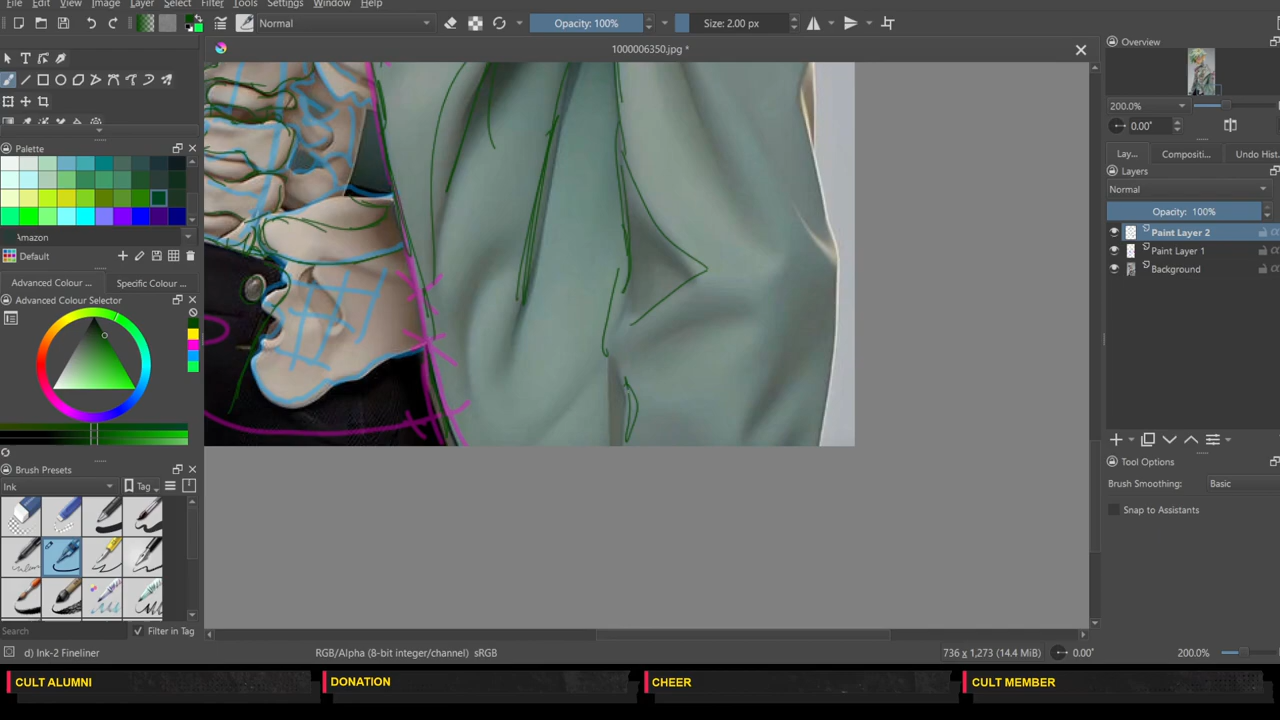 File Edit View Image Layer Select Filter Tools Settings Window Help
Normal Opacity: 100% Size: 2.00 px
1000006350.jpg *
Palette
Amazon
Default
Advanced Colour ... Specific Colour ...
Advanced Colour Selector
Brush Presets
Ink Tag
Search Filter in Tag
d) Ink-2 Fineliner RGB/Alpha (8-bit integer/channel) sRGB 736 x 1,273 (14.4 MiB) 0.00° 200.0%
Overview
200.0%
0.00°
Lay... Compositi... Undo Hist...
Layers
Normal
Opacity: 100%
Paint Layer 2
Paint Layer 1
Background
Tool Options
Brush Smoothing: Basic
Snap to Assistants
CULT ALUMNI DONATION CHEER CULT MEMBER